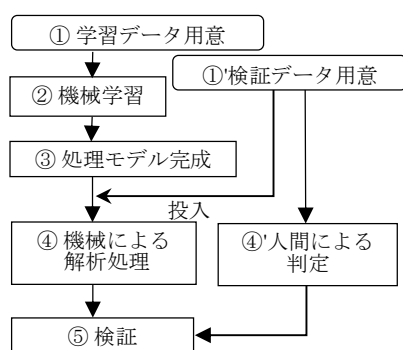 ① 学習データ用意
①'検証データ用意
② 機械学習
③ 処理モデル完成
投入
④ 機械による
解析処理
④'人間による
判定
⑤ 検証